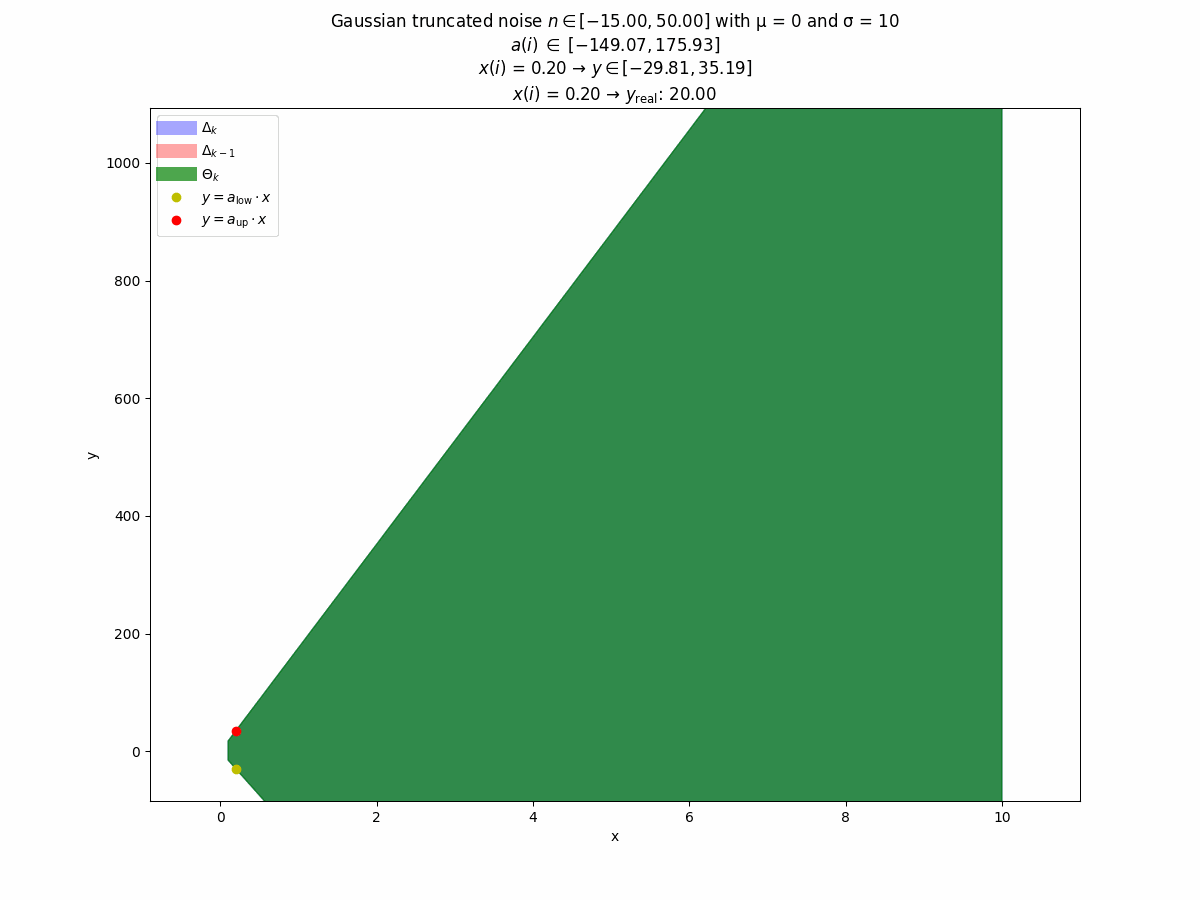 Gaussian truncated noise n ∈ [−15.00, 50.00] with μ = 0 and σ = 10
a(i) ∈ [−149.07, 175.93]
x(i) = 0.20 → y ∈ [−29.81, 35.19]
x(i) = 0.20 → y_real: 20.00
Δ_k
Δ_{k−1}
Θ_k
y = a_low · x
y = a_up · x
1000
800
600
400
200
0
y
0 2 4 6 8 10
x